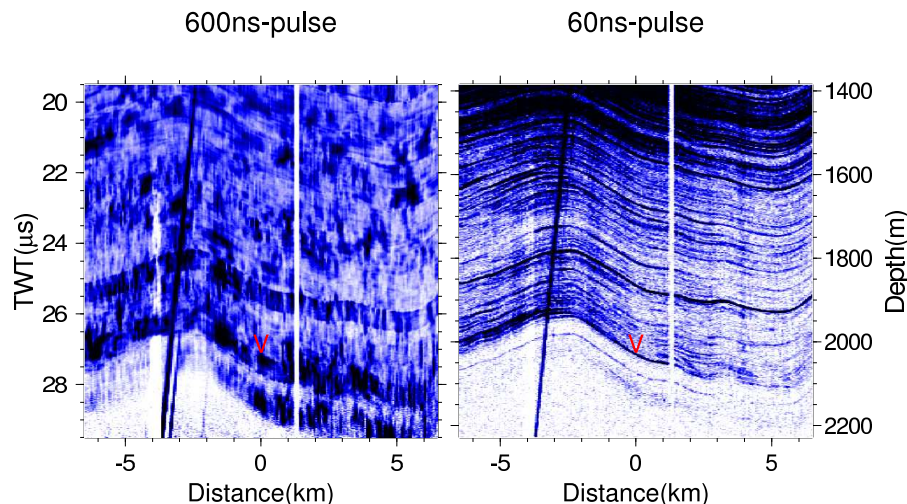 600ns-pulse
60ns-pulse
20
22
24
26
28
TWT(µs)
-5
0
5
Distance(km)
V
-5
0
5
Distance(km)
V
1400
1600
1800
2000
2200
Depth(m)